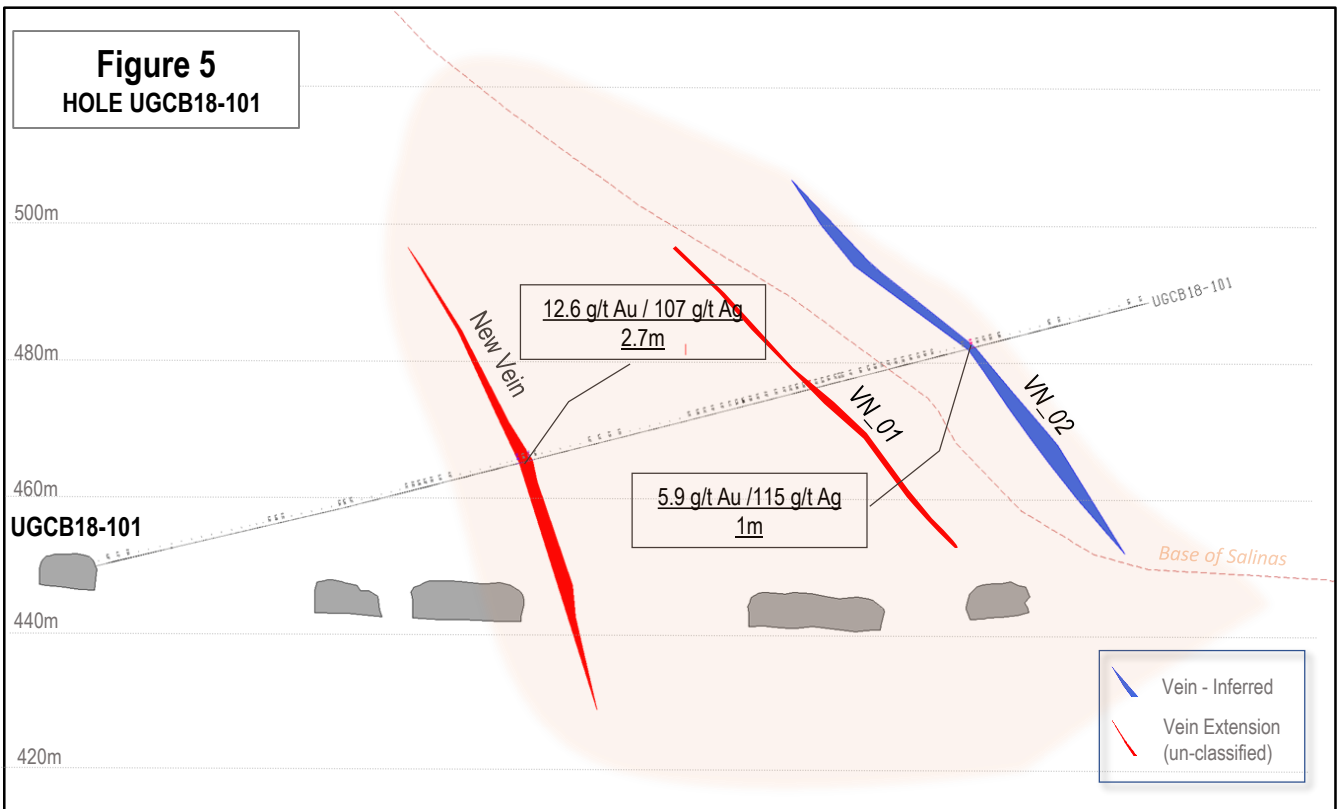 Figure 5
HOLE UGCB18-101
500m
480m
460m
440m
420m
New Vein
12.6 g/t Au / 107 g/t Ag
2.7m
VN_01
VN_02
5.9 g/t Au /115 g/t Ag
1m
UGCB18-101
UGCB18-101
Base of Salinas
Vein - Inferred
Vein Extension
(un-classified)